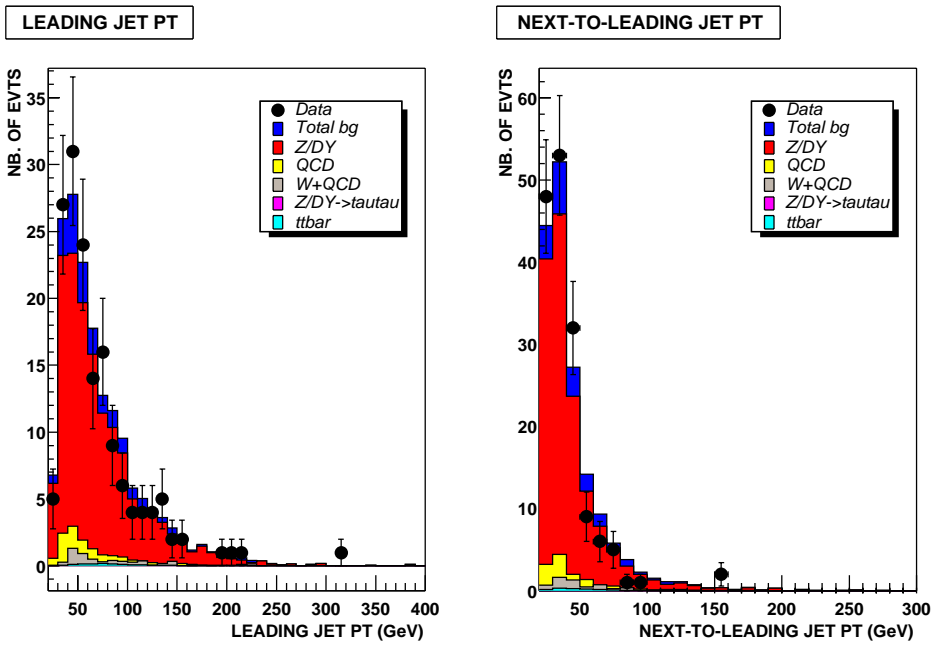 LEADING JET PT
NB. OF EVTS
35
30
25
20
15
10
5
0
Data
Total bg
Z/DY
QCD
W+QCD
Z/DY->tautau
ttbar
50 100 150 200 250 300 350 400
LEADING JET PT (GeV)
NEXT-TO-LEADING JET PT
NB. OF EVTS
60
50
40
30
20
10
0
Data
Total bg
Z/DY
QCD
W+QCD
Z/DY->tautau
ttbar
50 100 150 200 250 300
NEXT-TO-LEADING JET PT (GeV)